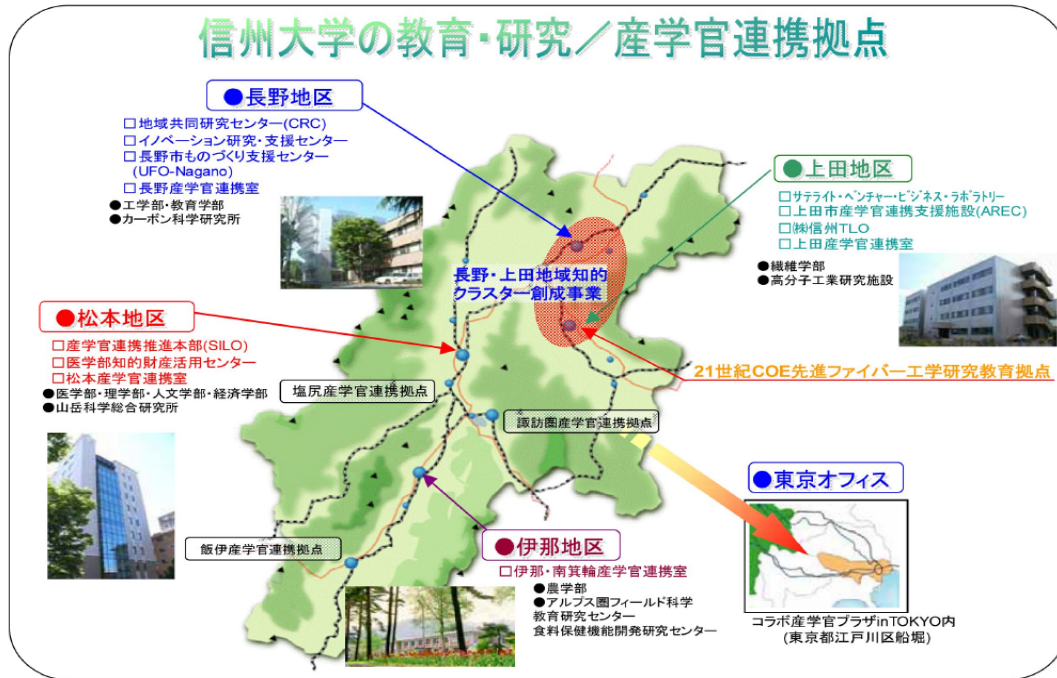 信州大学の教育・研究／産学官連携拠点
●長野地区
□地域共同研究センター(CRC)
□イノベーション研究・支援センター
□長野市ものづくり支援センター
(UFO-Nagano)
□長野産学官連携室
●工学部・教育学部
●カーボン科学研究所
●上田地区
□ｻﾃﾗｲﾄ・ﾍﾞﾝﾁｬｰ・ﾋﾞｼﾞﾈｽ・ﾗﾎﾞﾗﾄﾘｰ
□上田市産学官連携支援施設(AREC)
□㈱信州TLO
□上田産学官連携室
●繊維学部
●高分子工業研究施設
長野・上田地域知的
クラスター創成事業
●松本地区
□産学官連携推進本部(SILO)
□医学部知的財産活用センター
□松本産学官連携室
●医学部・理学部・人文学部・経済学部
●山岳科学総合研究所
21世紀COE先進ファイバー工学研究教育拠点
塩尻産学官連携拠点
諏訪圏産学官連携拠点
●東京オフィス
コラボ産学官プラザinTOKYO内
(東京都江戸川区船堀)
飯伊産学官連携拠点
●伊那地区
□伊那・南箕輪産学官連携室
●農学部
●アルプス圏フィールド科学
教育研究センター
食料保健機能開発研究センター